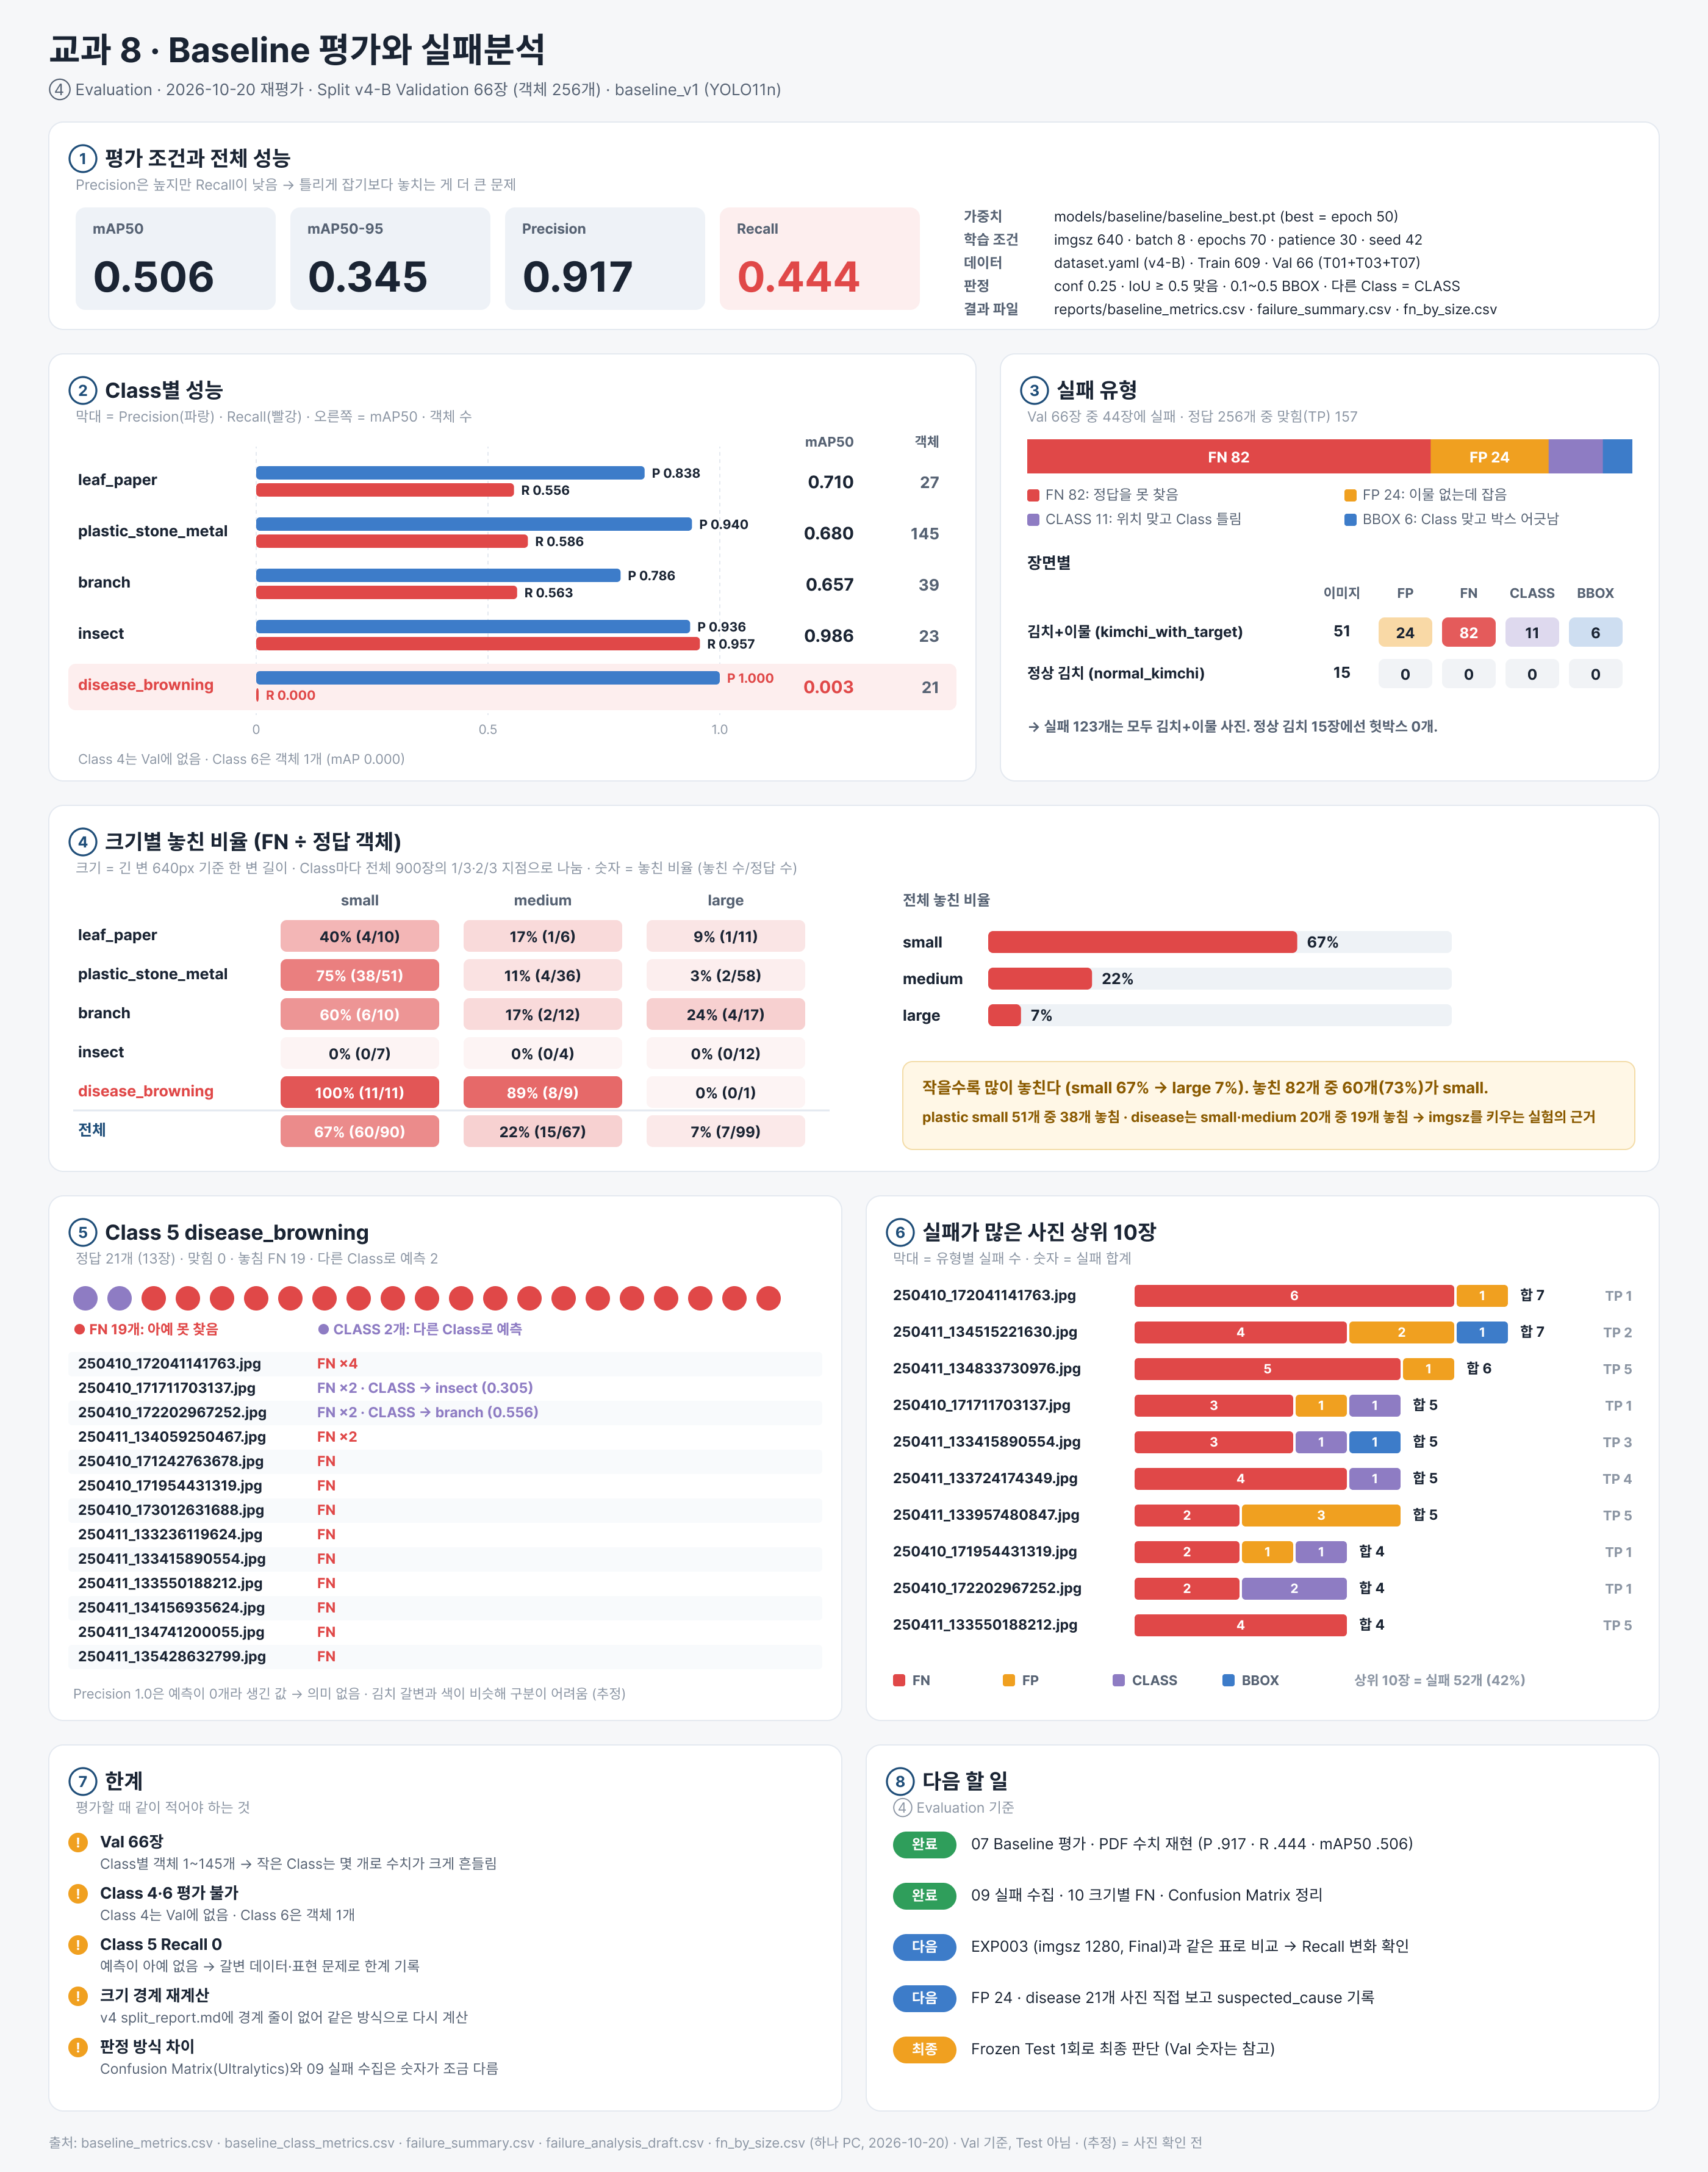 교과 8 · Baseline 평가와 실패분석
④ Evaluation · 2026-10-20 재평가 · Split v4-B Validation 66장 (객체 256개) · baseline_v1 (YOLO11n)
1 평가 조건과 전체 성능
Precision은 높지만 Recall이 낮음 → 틀리게 잡기보다 놓치는 게 더 큰 문제
mAP50 mAP50-95 Precision Recall
0.506 0.345 0.917 0.444
가중치 models/baseline/baseline_best.pt (best = epoch 50)
학습 조건 imgsz 640 · batch 8 · epochs 70 · patience 30 · seed 42
데이터 dataset.yaml (v4-B) · Train 609 · Val 66 (T01+T03+T07)
판정 conf 0.25 · IoU ≥ 0.5 맞음 · 0.1~0.5 BBOX · 다른 Class = CLASS
결과 파일 reports/baseline_metrics.csv · failure_summary.csv · fn_by_size.csv
2 Class별 성능
막대 = Precision(파랑) · Recall(빨강) · 오른쪽 = mAP50 · 객체 수
mAP50 객체
leaf_paper P 0.838 R 0.556 0.710 27
plastic_stone_metal P 0.940 R 0.586 0.680 145
branch P 0.786 R 0.563 0.657 39
insect P 0.936 R 0.957 0.986 23
disease_browning P 1.000 R 0.000 0.003 21
0 0.5 1.0
Class 4는 Val에 없음 · Class 6은 객체 1개 (mAP 0.000)
3 실패 유형
Val 66장 중 44장에 실패 · 정답 256개 중 맞힘(TP) 157
FN 82 FP 24
FN 82: 정답을 못 찾음 FP 24: 이물 없는데 잡음
CLASS 11: 위치 맞고 Class 틀림 BBOX 6: Class 맞고 박스 어긋남
장면별
이미지 FP FN CLASS BBOX
김치+이물 (kimchi_with_target) 51 24 82 11 6
정상 김치 (normal_kimchi) 15 0 0 0 0
→ 실패 123개는 모두 김치+이물 사진. 정상 김치 15장에선 헛박스 0개.
4 크기별 놓친 비율 (FN ÷ 정답 객체)
크기 = 긴 변 640px 기준 한 변 길이 · Class마다 전체 900장의 1/3·2/3 지점으로 나눔 · 숫자 = 놓친 비율 (놓친 수/정답 수)
small medium large
leaf_paper 40% (4/10) 17% (1/6) 9% (1/11)
plastic_stone_metal 75% (38/51) 11% (4/36) 3% (2/58)
branch 60% (6/10) 17% (2/12) 24% (4/17)
insect 0% (0/7) 0% (0/4) 0% (0/12)
disease_browning 100% (11/11) 89% (8/9) 0% (0/1)
전체 67% (60/90) 22% (15/67) 7% (7/99)
전체 놓친 비율
small 67%
medium 22%
large 7%
작을수록 많이 놓친다 (small 67% → large 7%). 놓친 82개 중 60개(73%)가 small.
plastic small 51개 중 38개 놓침 · disease는 small·medium 20개 중 19개 놓침 → imgsz를 키우는 실험의 근거
5 Class 5 disease_browning
정답 21개 (13장) · 맞힘 0 · 놓침 FN 19 · 다른 Class로 예측 2
FN 19개: 아예 못 찾음 CLASS 2개: 다른 Class로 예측
250410_172041141763.jpg FN ×4
250410_171711703137.jpg FN ×2 · CLASS → insect (0.305)
250410_172202967252.jpg FN ×2 · CLASS → branch (0.556)
250411_134059250467.jpg FN ×2
250410_171242763678.jpg FN
250410_171954431319.jpg FN
250410_173012631688.jpg FN
250411_133236119624.jpg FN
250411_133415890554.jpg FN
250411_133550188212.jpg FN
250411_134156935624.jpg FN
250411_134741200055.jpg FN
250411_135428632799.jpg FN
Precision 1.0은 예측이 0개라 생긴 값 → 의미 없음 · 김치 갈변과 색이 비슷해 구분이 어려움 (추정)
6 실패가 많은 사진 상위 10장
막대 = 유형별 실패 수 · 숫자 = 실패 합계
250410_172041141763.jpg 6 1 합 7 TP 1
250411_134515221630.jpg 4 2 1 합 7 TP 2
250411_134833730976.jpg 5 1 합 6 TP 5
250410_171711703137.jpg 3 1 1 합 5 TP 1
250411_133415890554.jpg 3 1 1 합 5 TP 3
250411_133724174349.jpg 4 1 합 5 TP 4
250411_133957480847.jpg 2 3 합 5 TP 5
250410_171954431319.jpg 2 1 1 합 4 TP 1
250410_172202967252.jpg 2 2 합 4 TP 1
250411_133550188212.jpg 4 합 4 TP 5
FN FP CLASS BBOX 상위 10장 = 실패 52개 (42%)
7 한계
평가할 때 같이 적어야 하는 것
! Val 66장
Class별 객체 1~145개 → 작은 Class는 몇 개로 수치가 크게 흔들림
! Class 4·6 평가 불가
Class 4는 Val에 없음 · Class 6은 객체 1개
! Class 5 Recall 0
예측이 아예 없음 → 갈변 데이터·표현 문제로 한계 기록
! 크기 경계 재계산
v4 split_report.md에 경계 줄이 없어 같은 방식으로 다시 계산
! 판정 방식 차이
Confusion Matrix(Ultralytics)와 09 실패 수집은 숫자가 조금 다름
8 다음 할 일
④ Evaluation 기준
완료 07 Baseline 평가 · PDF 수치 재현 (P .917 · R .444 · mAP50 .506)
완료 09 실패 수집 · 10 크기별 FN · Confusion Matrix 정리
다음 EXP003 (imgsz 1280, Final)과 같은 표로 비교 → Recall 변화 확인
다음 FP 24 · disease 21개 사진 직접 보고 suspected_cause 기록
최종 Frozen Test 1회로 최종 판단 (Val 숫자는 참고)
출처: baseline_metrics.csv · baseline_class_metrics.csv · failure_summary.csv · failure_analysis_draft.csv · fn_by_size.csv (하나 PC, 2026-10-20) · Val 기준, Test 아님 · (추정) = 사진 확인 전